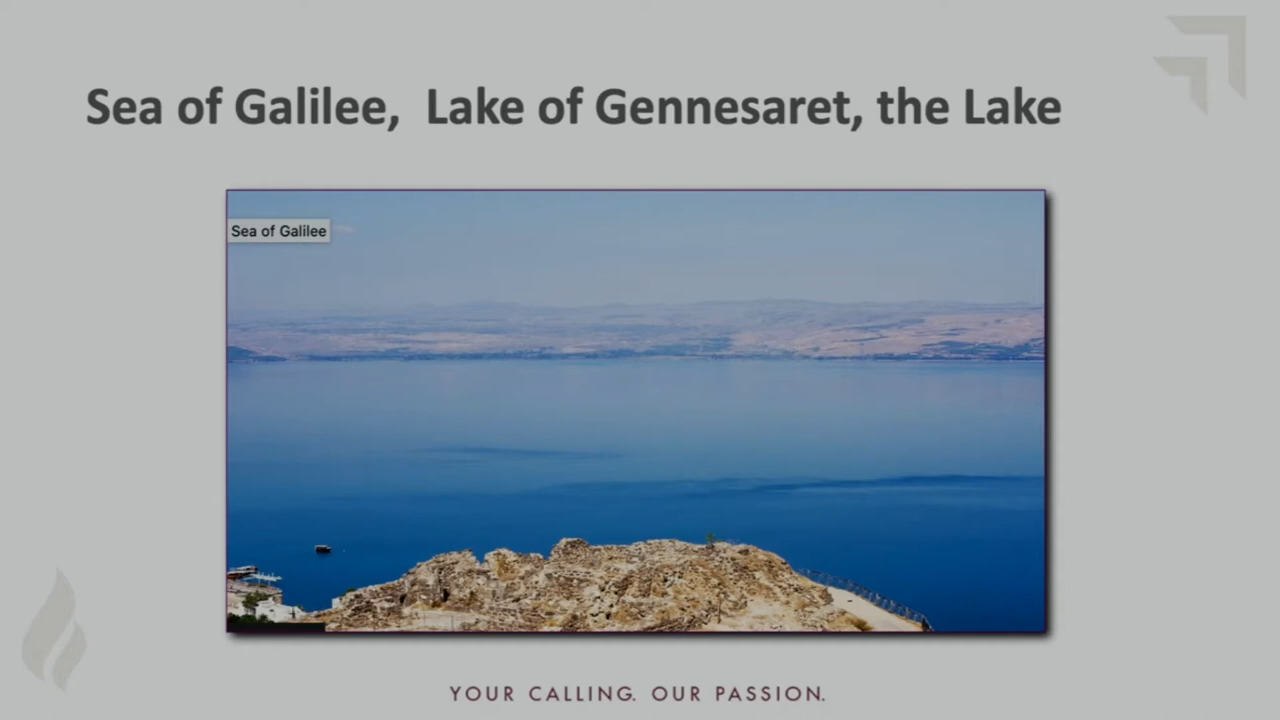 Sea of Galilee,  Lake of Gennesaret, the Lake
Sea of Galilee
YOUR CALLING. OUR PASSION.